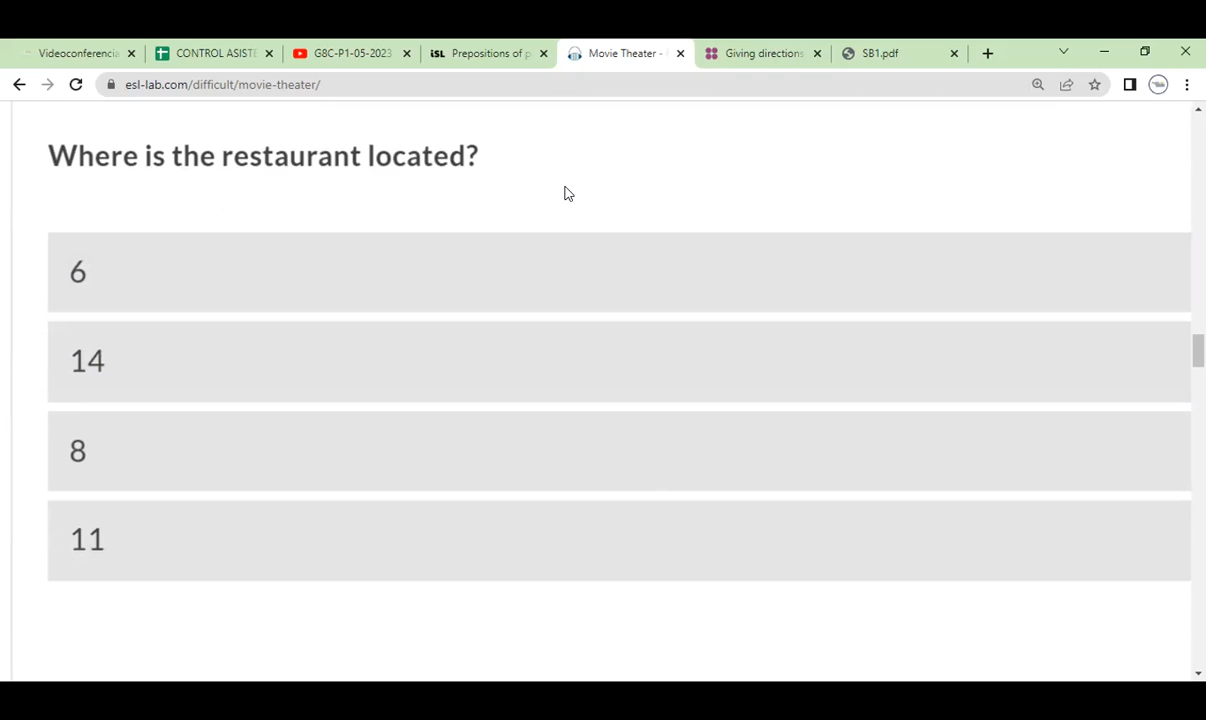 Videoconferencia
CONTROL ASISTE
G8C-P1-05-2023
iSL Prepositions of p
Movie Theater -
Giving directions
SB1.pdf
esl-lab.com/difficult/movie-theater/
Where is the restaurant located?
6
14
8
11